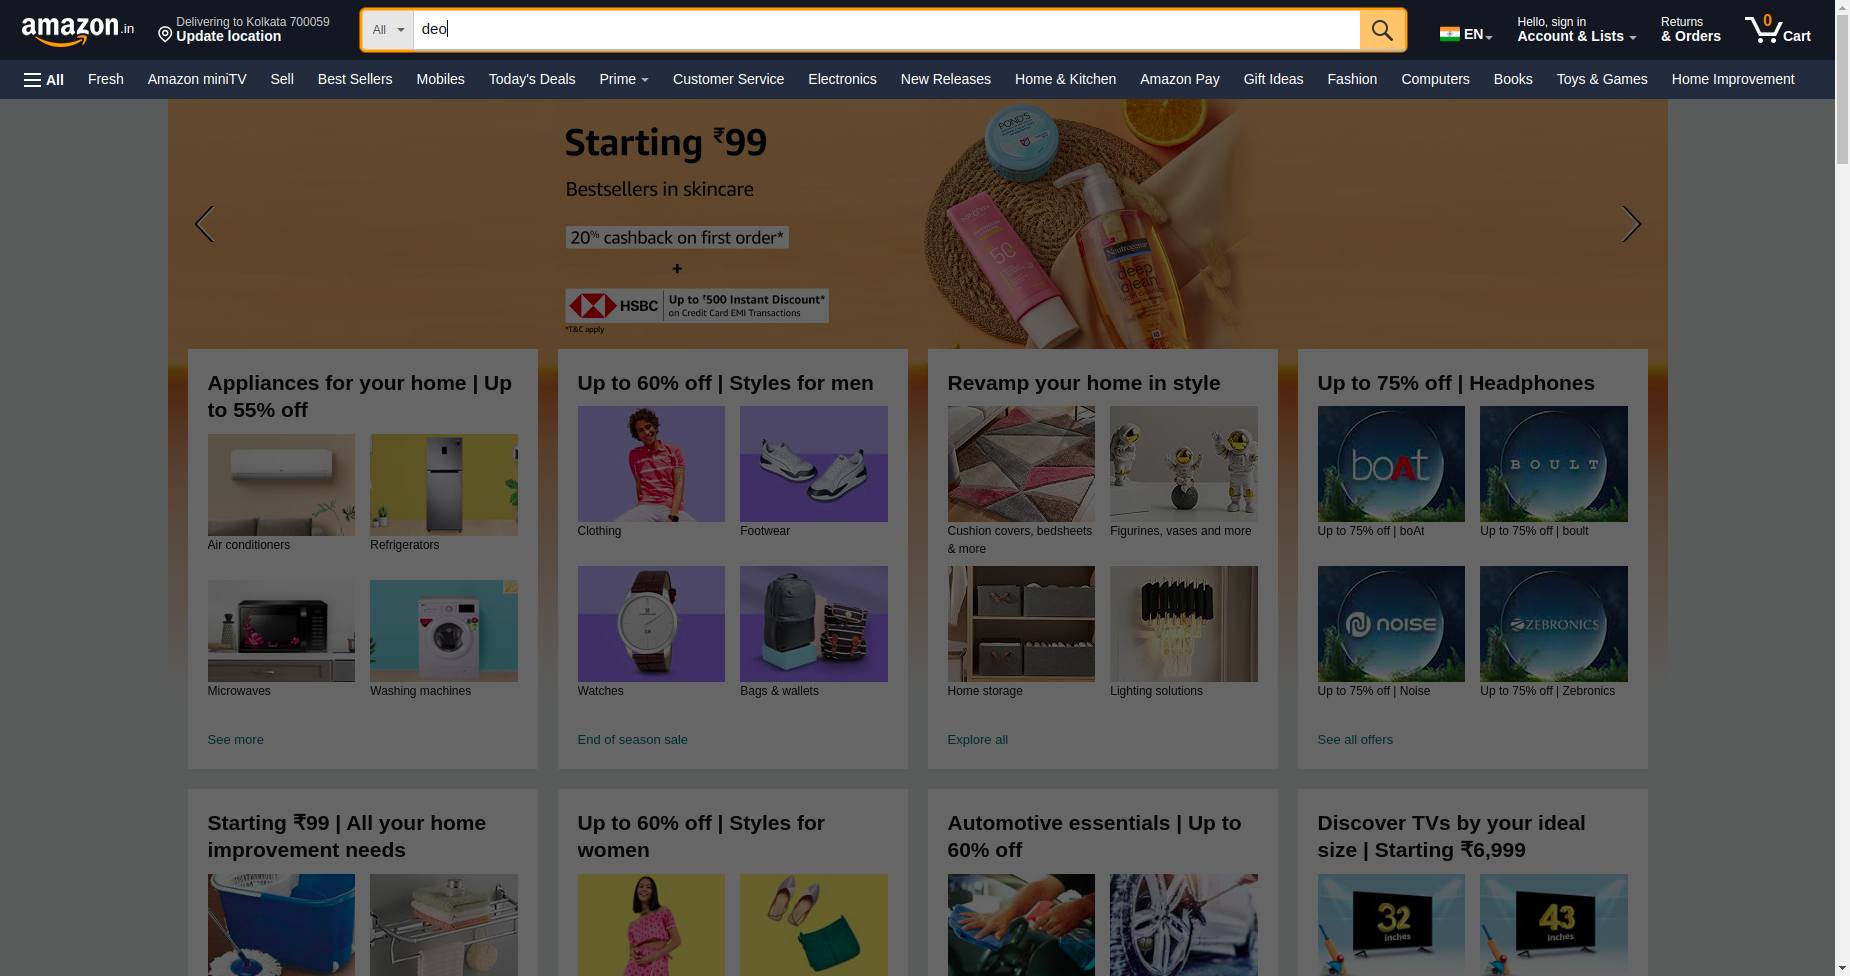 amazon.in
Delivering to Kolkata 700059
Update location
All
deo
EN
Hello, sign in
Account & Lists
Returns
& Orders
0
Cart
All
Fresh
Amazon miniTV
Sell
Best Sellers
Mobiles
Today's Deals
Prime
Customer Service
Electronics
New Releases
Home & Kitchen
Amazon Pay
Gift Ideas
Fashion
Computers
Books
Toys & Games
Home Improvement
Starting ₹99
Bestsellers in skincare
20% cashback on first order*
+
HSBC
Up to ₹500 Instant Discount*
on Credit Card EMI Transactions
*T&C apply
POND'S
50
Neutrogena
deep
clean
Appliances for your home | Up
to 55% off
Air conditioners
Refrigerators
Microwaves
Washing machines
See more
Up to 60% off | Styles for men
Clothing
Footwear
Watches
Bags & wallets
End of season sale
Revamp your home in style
Cushion covers, bedsheets
& more
Figurines, vases and more
Home storage
Lighting solutions
Explore all
Up to 75% off | Headphones
boAt
BOULT
Up to 75% off | boAt
Up to 75% off | boult
NOISE
ZEBRONICS
Up to 75% off | Noise
Up to 75% off | Zebronics
See all offers
Starting ₹99 | All your home
improvement needs
Up to 60% off | Styles for
women
Automotive essentials | Up to
60% off
Discover TVs by your ideal
size | Starting ₹6,999
32
inches
43
inches